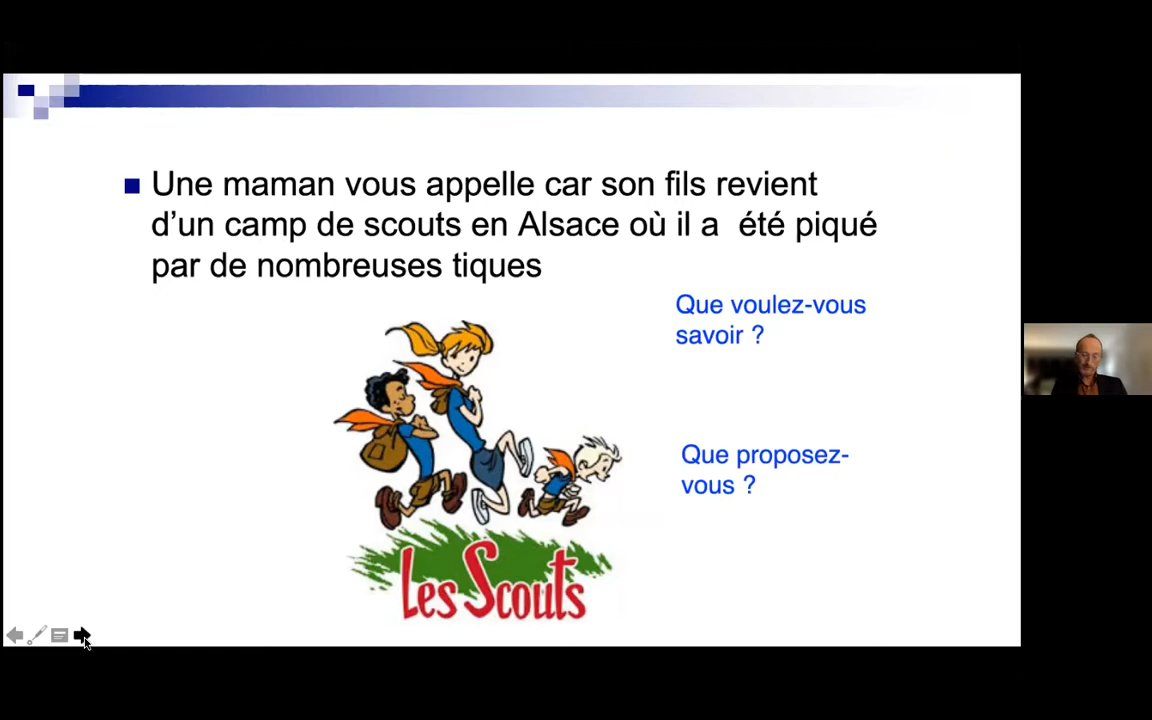 Une maman vous appelle car son fils revient
d’un camp de scouts en Alsace où il a été piqué
par de nombreuses tiques
Que voulez-vous
savoir ?
Que proposez-
vous ?
Les Scouts